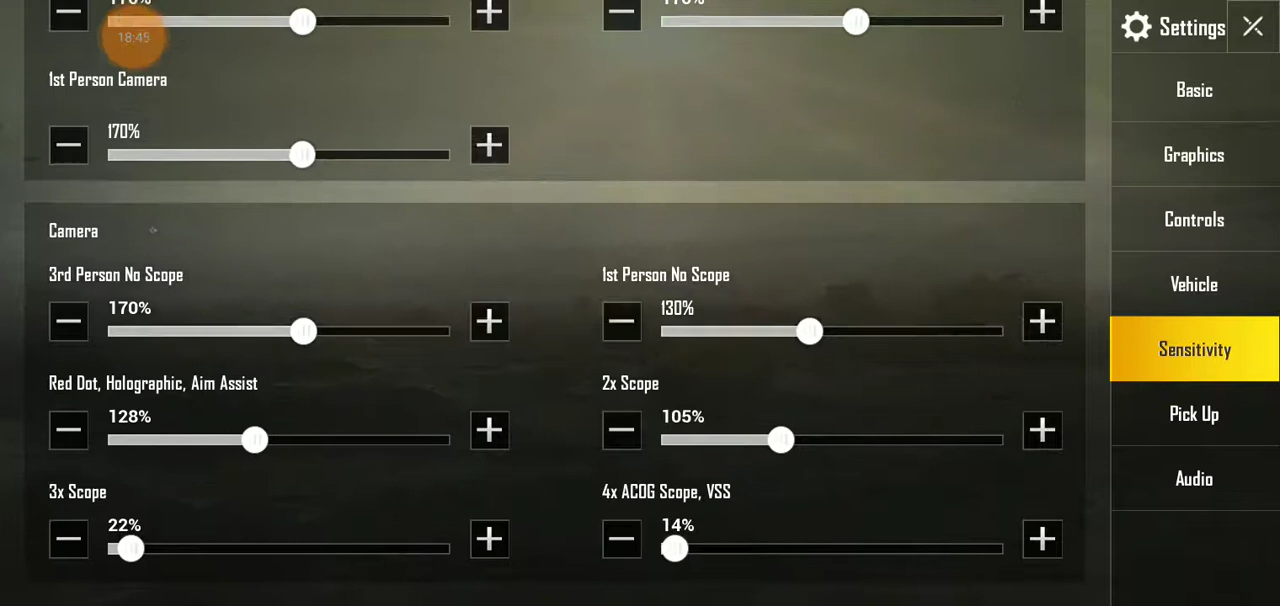 18:45
1st Person Camera
170%
Camera
3rd Person No Scope
170%
1st Person No Scope
130%
Red Dot, Holographic, Aim Assist
128%
2x Scope
105%
3x Scope
22%
4x ACOG Scope, VSS
14%
Settings
Basic
Graphics
Controls
Vehicle
Sensitivity
Pick Up
Audio